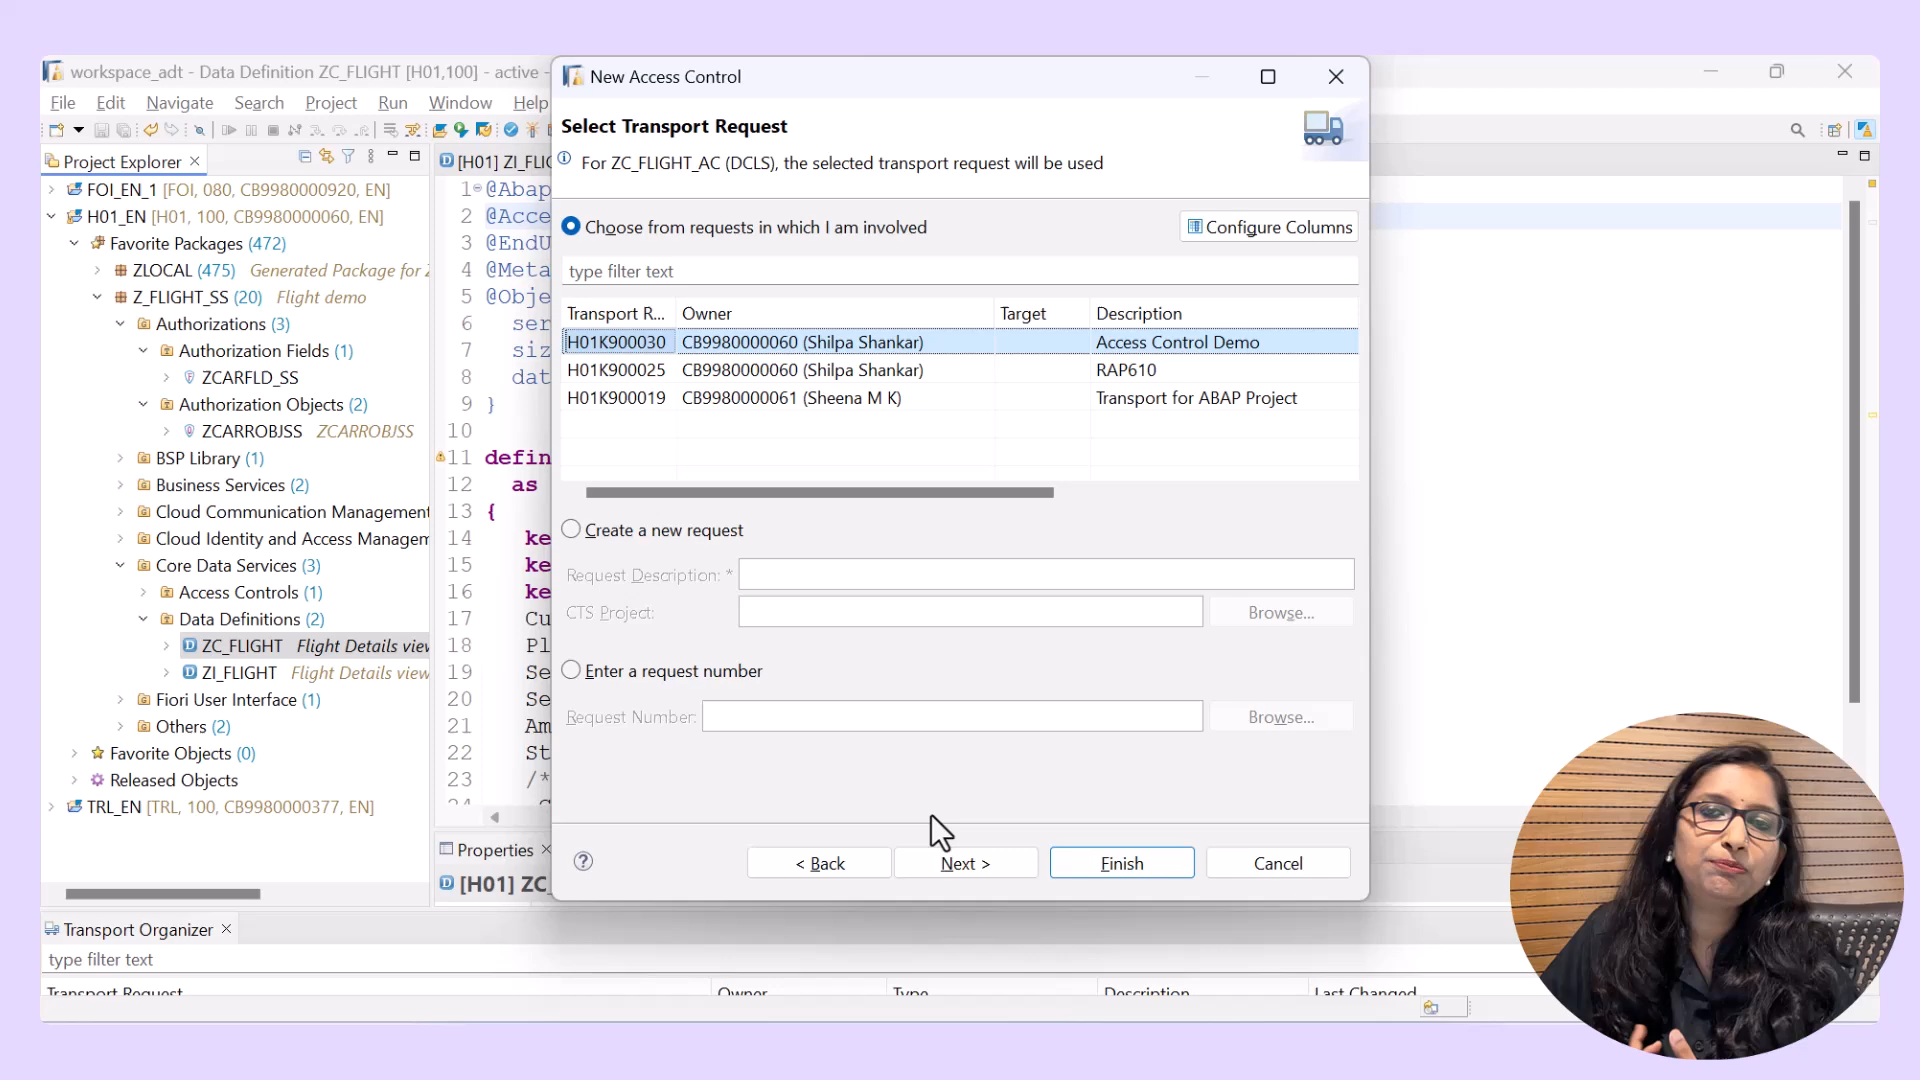 workspace_adt - Data Definition ZC_FLIGHT [H01,100] - active -
File Edit Navigate Search Project Run Window Help
Project Explorer
FOI_EN_1 [FOI, 080, CB9980000920, EN]
H01_EN [H01, 100, CB9980000060, EN]
Favorite Packages (472)
ZLOCAL (475) Generated Package for
Z_FLIGHT_SS (20) Flight demo
Authorizations (3)
Authorization Fields (1)
ZCARFLD_SS
Authorization Objects (2)
ZCARROBJSS ZCARROBJSS
BSP Library (1)
Business Services (2)
Cloud Communication Management
Cloud Identity and Access Managem
Core Data Services (3)
Access Controls (1)
Data Definitions (2)
ZC_FLIGHT Flight Details view
ZI_FLIGHT Flight Details view
Fiori User Interface (1)
Others (2)
Favorite Objects (0)
Released Objects
TRL_EN [TRL, 100, CB9980000377, EN]
[H01] ZI_FLIG
1 @Abap
2 @Acce
3 @EndU
4 @Meta
5 @Obje
6 ser
7 siz
8 dat
9 }
10
11 defin
12 as
13 {
14 ke
15 ke
16 ke
17 Cu
18 Pl
19 Se
20 Se
21 Am
22 St
23 /*
24
Properties
[H01] ZC_
New Access Control
Select Transport Request
For ZC_FLIGHT_AC (DCLS), the selected transport request will be used
Choose from requests in which I am involved
Configure Columns
type filter text
Transport R... Owner Target Description
H01K900030 CB9980000060 (Shilpa Shankar) Access Control Demo
H01K900025 CB9980000060 (Shilpa Shankar) RAP610
H01K900019 CB9980000061 (Sheena M K) Transport for ABAP Project
Create a new request
Request Description: *
CTS Project: Browse...
Enter a request number
Request Number: Browse...
< Back Next > Finish Cancel
Transport Organizer
type filter text
Transport Request Owner Type Description Last Changed